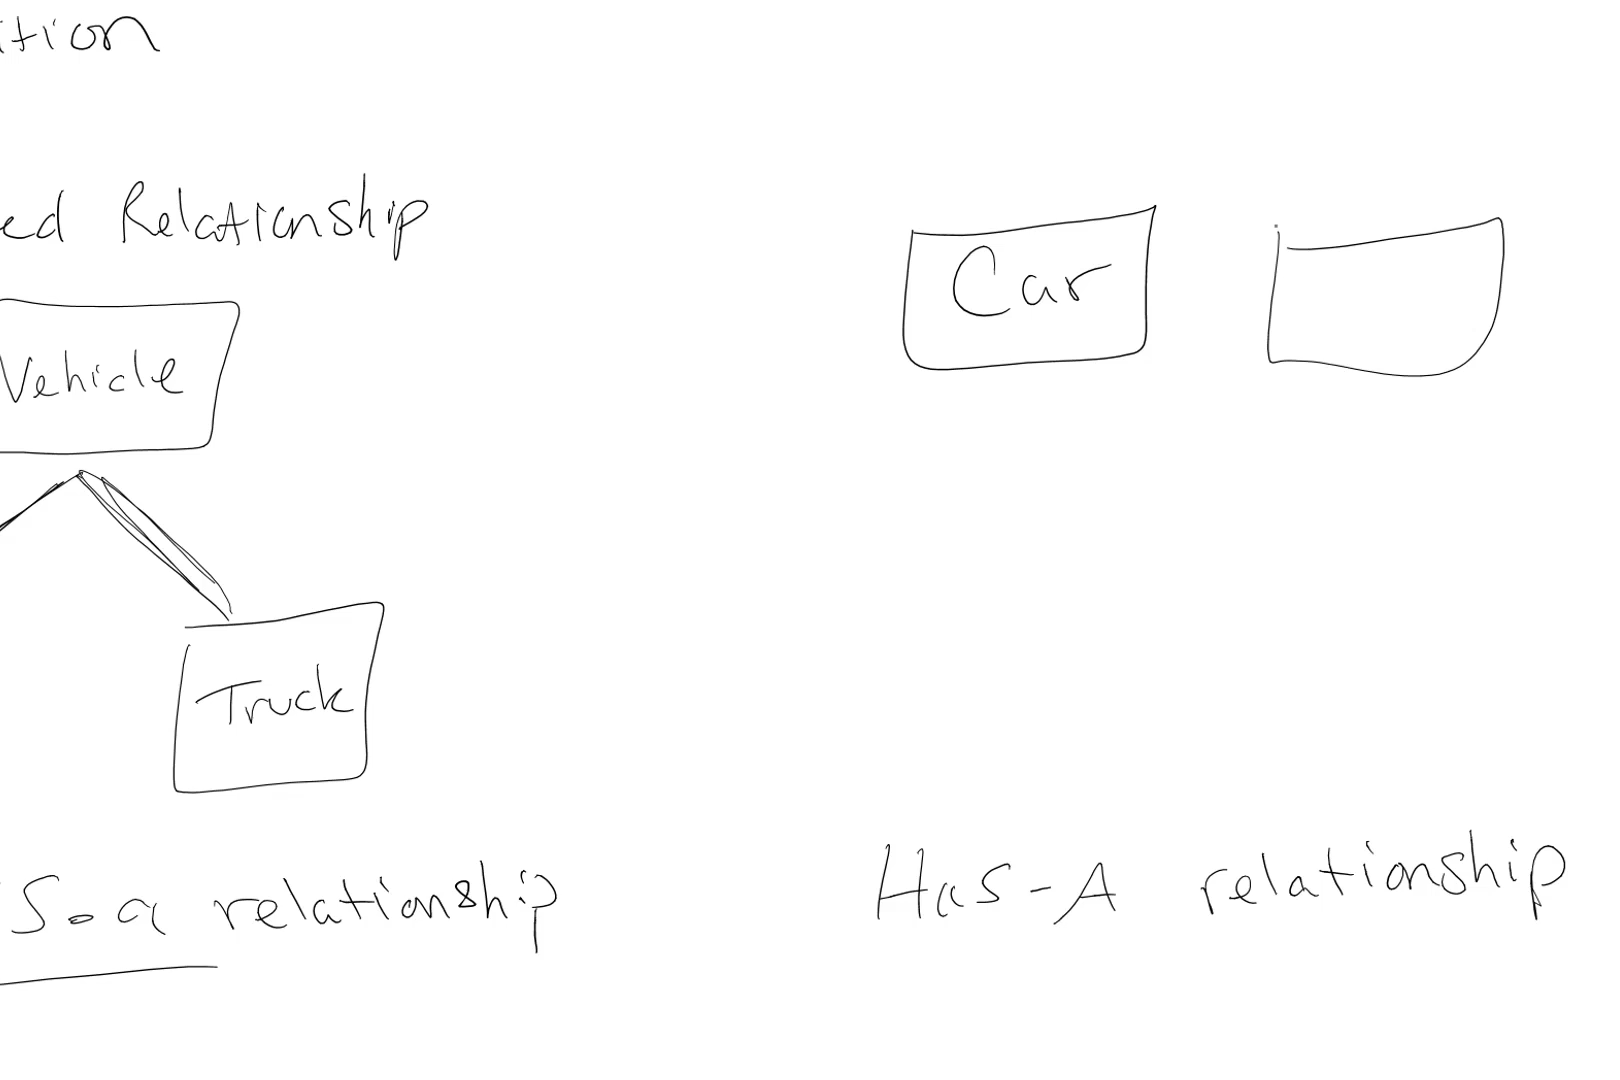 ition
ed Relationship
Vehicle
Car
Truck
S-a relationship
Has-A relationship